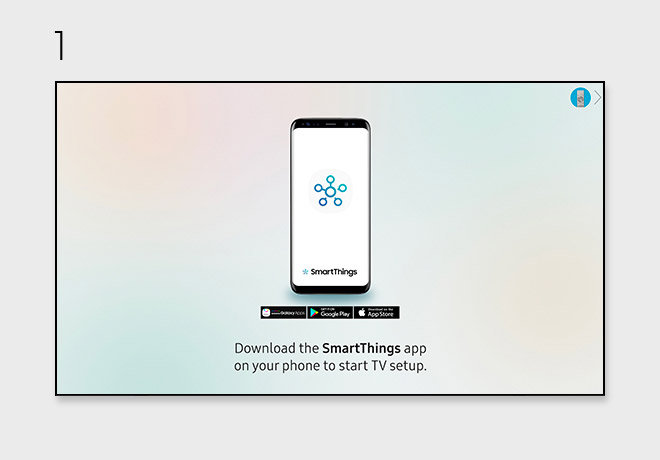 1
SmartThings
Galaxy Apps
GET IT ON
Google Play
Download on the
App Store
Download the SmartThings app
on your phone to start TV setup.